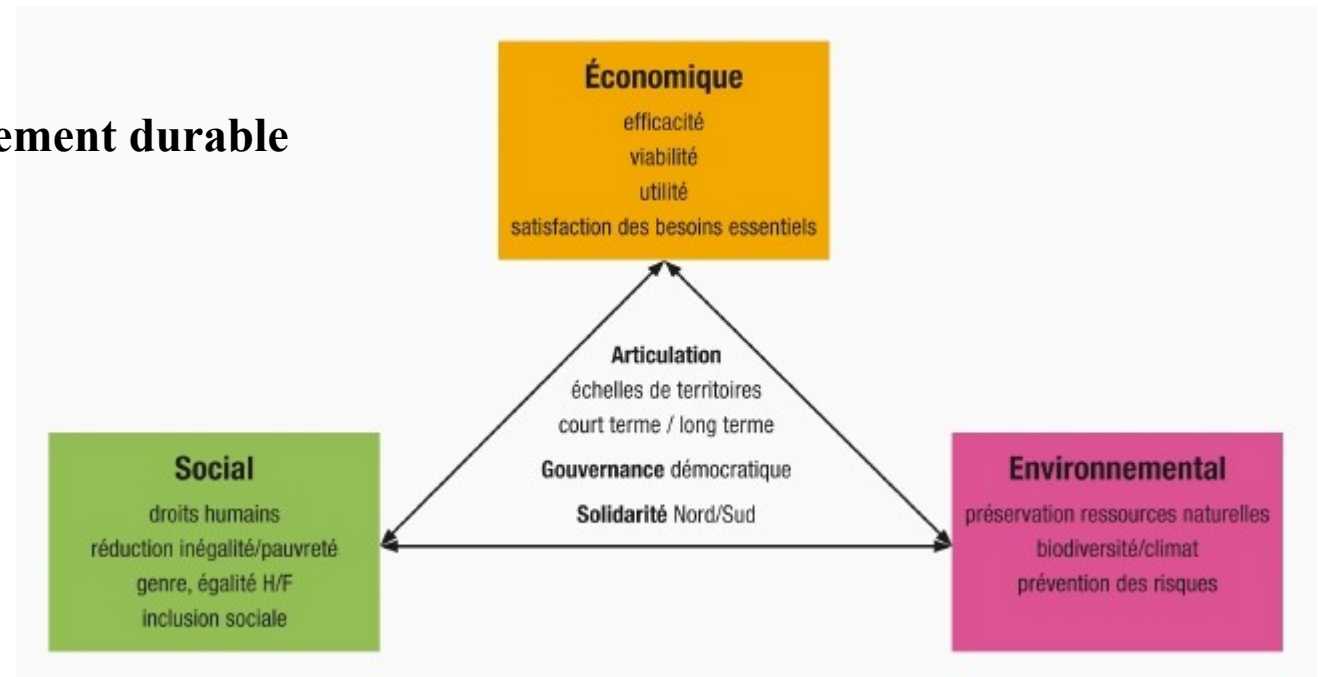 ement durable
Économique
efficacité
viabilité
utilité
satisfaction des besoins essentiels
Articulation
échelles de territoires
court terme / long terme
Gouvernance démocratique
Solidarité Nord/Sud
Social
droits humains
réduction inégalité/pauvreté
genre, égalité H/F
inclusion sociale
Environnemental
préservation ressources naturelles
biodiversité/climat
prévention des risques